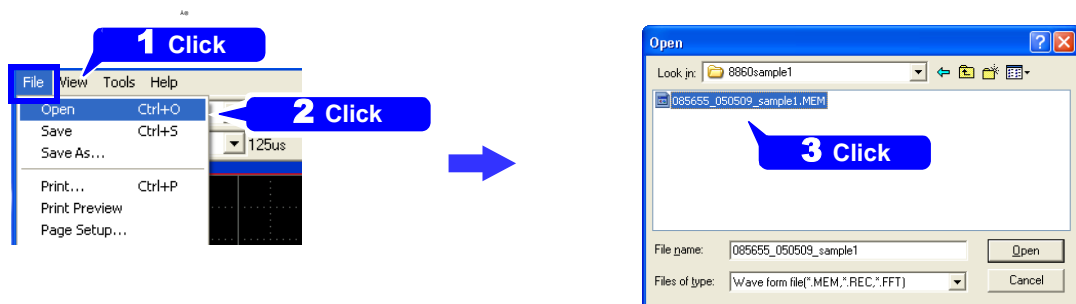 1 Click
File View Tools Help
Open Ctrl+O
2 Click
Save Ctrl+S
Save As...
125us
Print... Ctrl+P
Print Preview
Page Setup...
Open
Look in: 8860sample1
085655_050509_sample1.MEM
3 Click
File name: 085655_050509_sample1 Open
Files of type: Wave form file(*.MEM,*.REC,*.FFT) Cancel